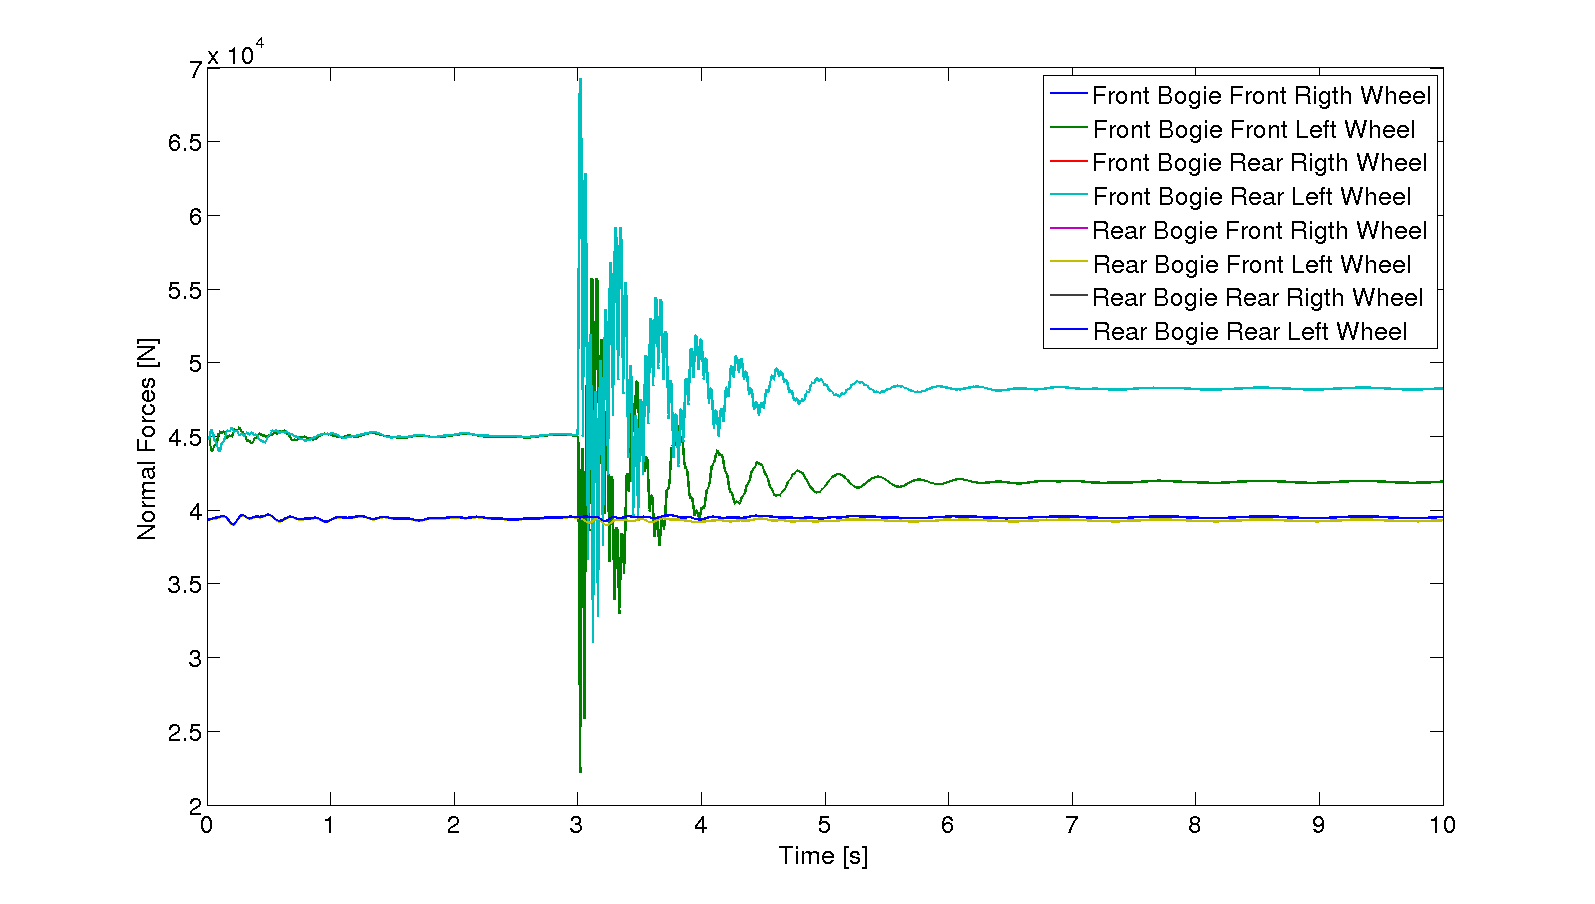 x 10^4
7
6.5
6
5.5
5
4.5
4
3.5
3
2.5
2
Normal Forces [N]
0 1 2 3 4 5 6 7 8 9 10
Time [s]
Front Bogie Front Rigth Wheel
Front Bogie Front Left Wheel
Front Bogie Rear Rigth Wheel
Front Bogie Rear Left Wheel
Rear Bogie Front Rigth Wheel
Rear Bogie Front Left Wheel
Rear Bogie Rear Rigth Wheel
Rear Bogie Rear Left Wheel